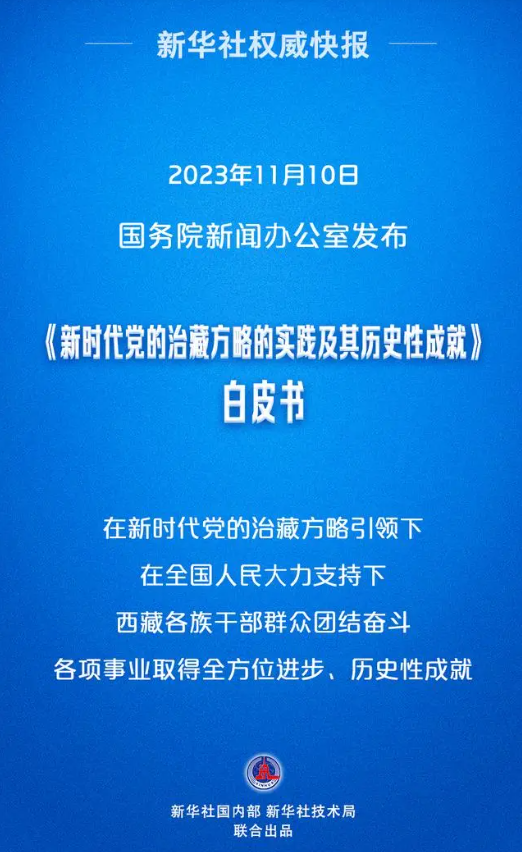 新华社权威快报
2023年11月10日
国务院新闻办公室发布
《新时代党的治藏方略的实践及其历史性成就》
白皮书
在新时代党的治藏方略引领下
在全国人民大力支持下
西藏各族干部群众团结奋斗
各项事业取得全方位进步、历史性成就
新华社国内部 新华社技术局
联合出品